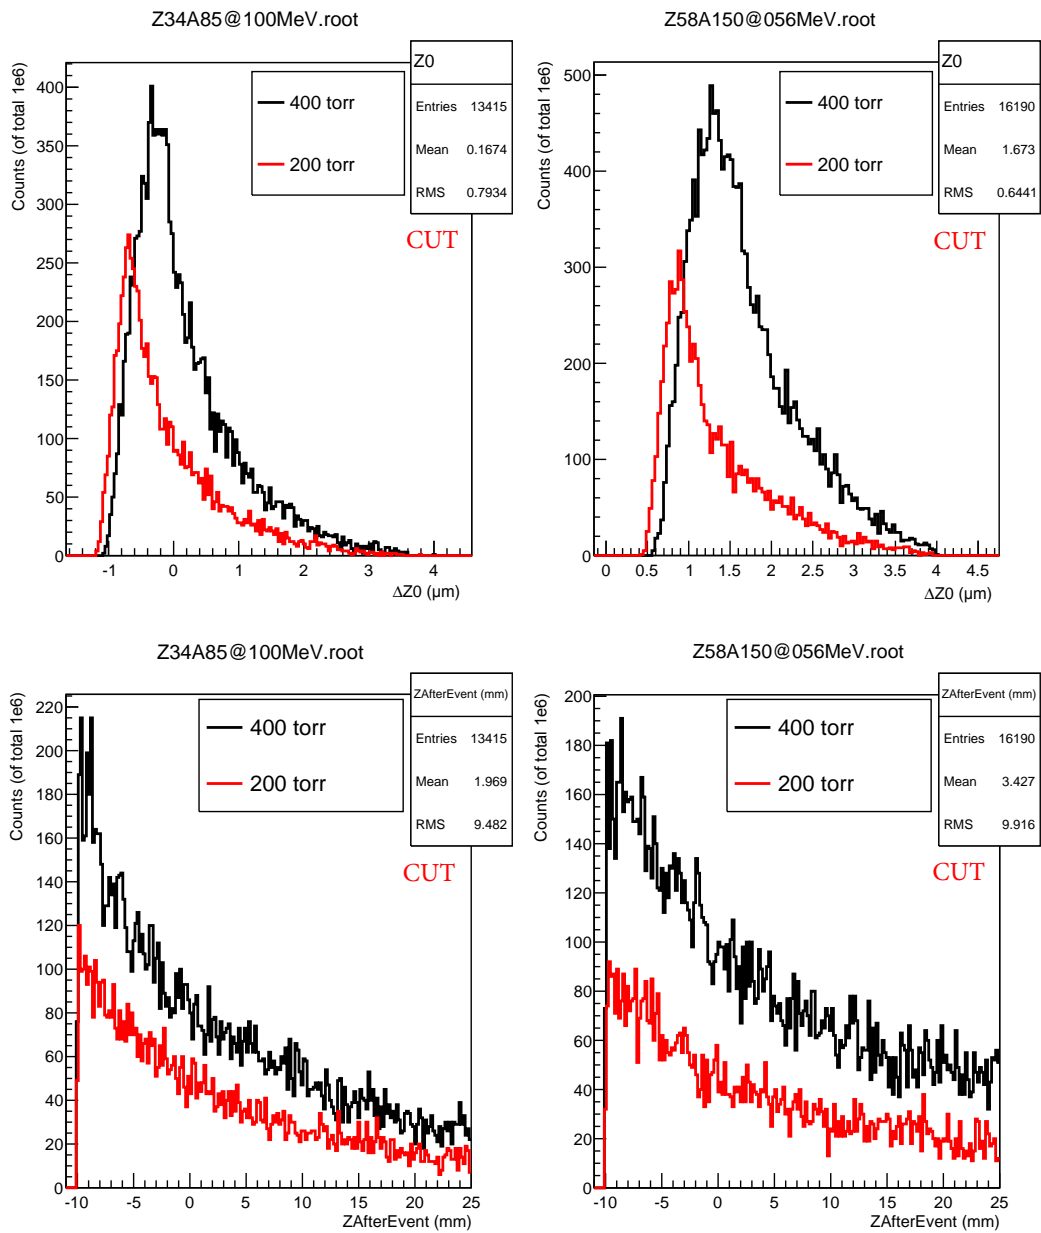 Z34A85@100MeV.root
Counts (of total 1e6)
400
350
300
250
200
150
100
50
0
-1 0 1 2 3 4
ΔZ0 (μm)
400 torr
200 torr
Z0
Entries 13415
Mean 0.1674
RMS 0.7934
CUT
Z58A150@056MeV.root
Counts (of total 1e6)
500
400
300
200
100
0
0 0.5 1 1.5 2 2.5 3 3.5 4 4.5
ΔZ0 (μm)
400 torr
200 torr
Z0
Entries 16190
Mean 1.673
RMS 0.6441
CUT
Z34A85@100MeV.root
Counts (of total 1e6)
220
200
180
160
140
120
100
80
60
40
20
0
-10 -5 0 5 10 15 20 25
ZAfterEvent (mm)
400 torr
200 torr
ZAfterEvent (mm)
Entries 13415
Mean 1.969
RMS 9.482
CUT
Z58A150@056MeV.root
Counts (of total 1e6)
200
180
160
140
120
100
80
60
40
20
0
-10 -5 0 5 10 15 20 25
ZAfterEvent (mm)
400 torr
200 torr
ZAfterEvent (mm)
Entries 16190
Mean 3.427
RMS 9.916
CUT